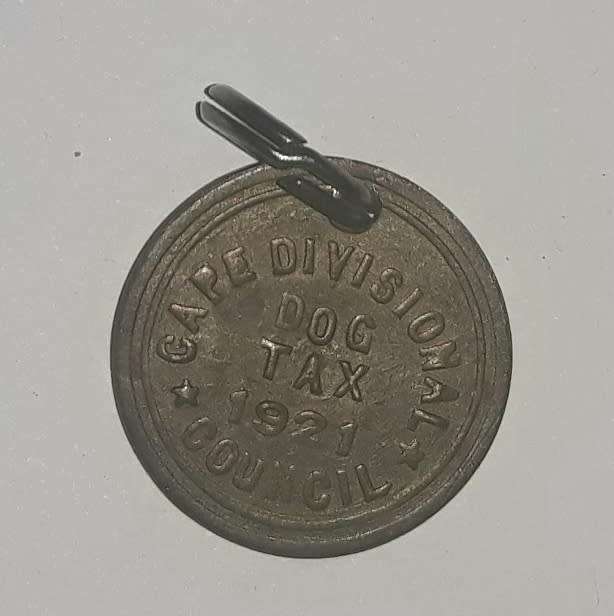 CAPE DIVISIONAL
DOG
TAX
1921
COUNCIL